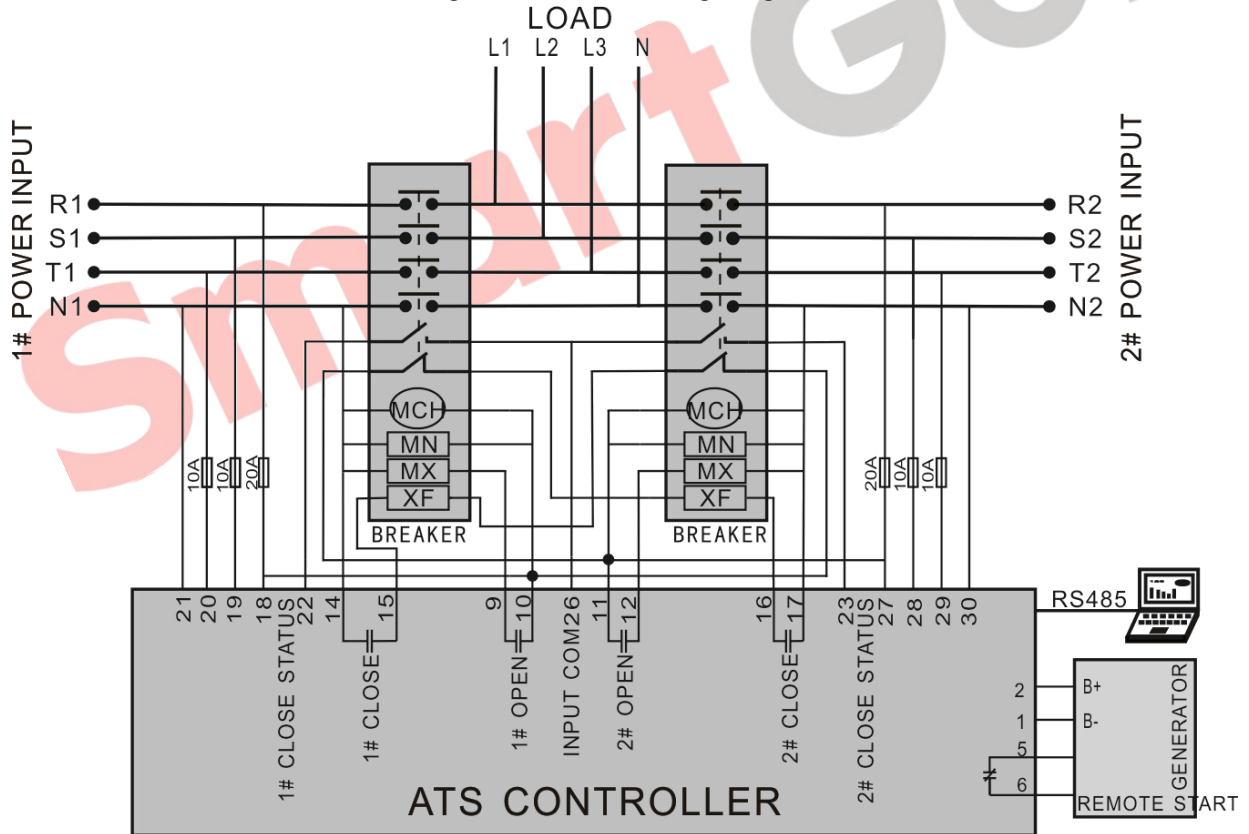 LOAD
L1 L2 L3 N
1# POWER INPUT
2# POWER INPUT
R1
S1
T1
N1
R2
S2
T2
N2
MCH
MN
MX
XF
BREAKER
MCH
MN
MX
XF
BREAKER
10A
10A
20A
20A
10A
10A
21
20
19
18
1# CLOSE STATUS 22
14
15
1# CLOSE
9
10
1# OPEN
INPUT COM26
11
12
2# OPEN
16
17
2# CLOSE
23
2# CLOSE STATUS
27
28
29
30
RS485
2
1
5
6
B+
B-
GENERATOR
REMOTE START
ATS CONTROLLER
Smart